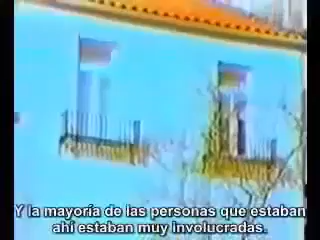 Y la mayoría de las personas que estaban
ahí estaban muy involucradas.